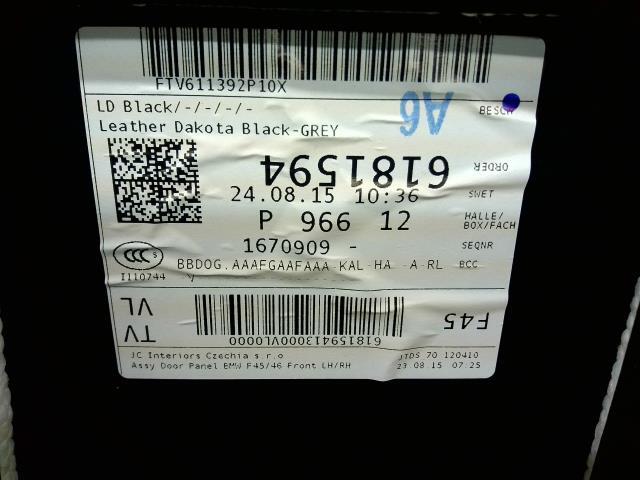 FTV611392P10X
LD Black/-/-/-/-
Leather Dakota Black-GREY
A6
BESCH
6181594
ORDER
24.08.15 10:36
SWET
P 966 12
HALLE/
BOX/FACH
1670909 -
SEQNR
CCC S
I110744
BBDOG.AAAFGAAFAAA KAL HA A-RL
BCC
y
TV
VL
618159413000VL0000
F45
JC Interiors Czechia s.r.o
JTDS 70 120410
Assy Door Panel BMW F45/46 Front LH/RH
23 08 15 07:25